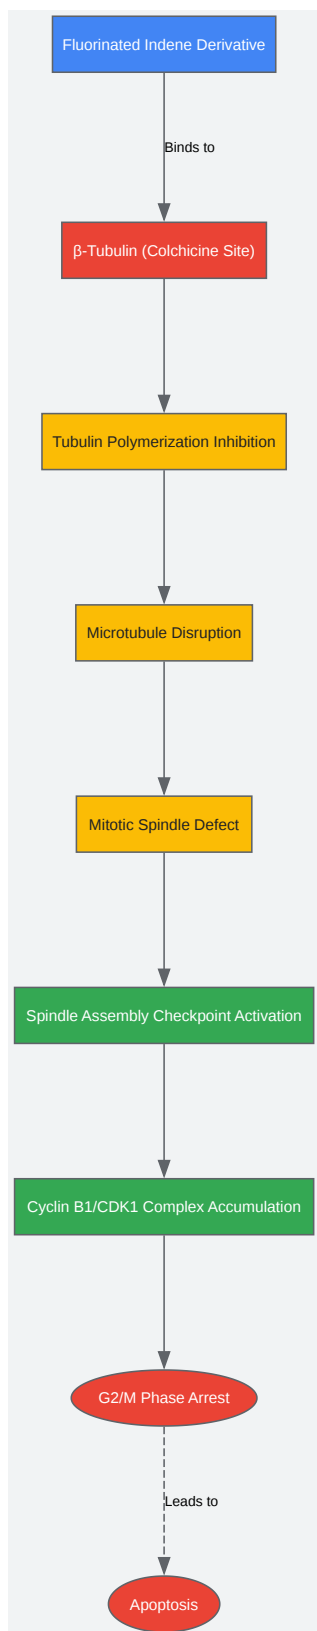 Fluorinated Indene Derivative
Binds to
β-Tubulin (Colchicine Site)
Tubulin Polymerization Inhibition
Microtubule Disruption
Mitotic Spindle Defect
Spindle Assembly Checkpoint Activation
Cyclin B1/CDK1 Complex Accumulation
G2/M Phase Arrest
Leads to
Apoptosis